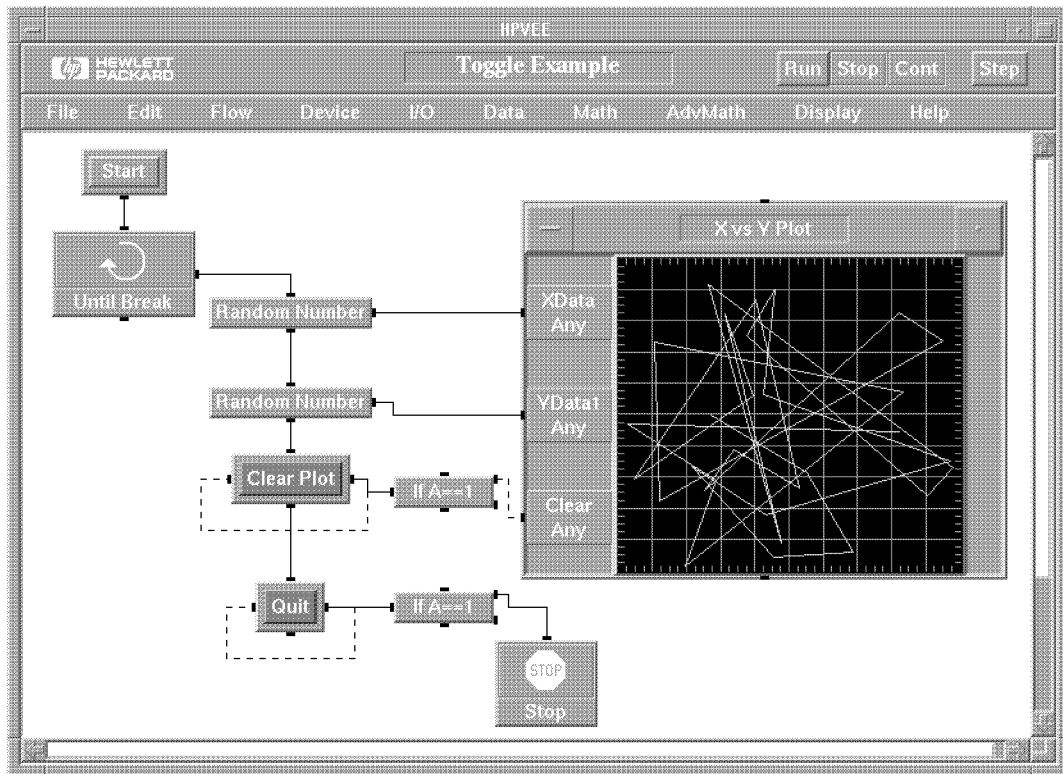 HPVEE
hp HEWLETT PACKARD
Toggle Example
Run Stop Cont Step
File Edit Flow Device I/O Data Math AdvMath Display Help
Start
Until Break
Random Number
Random Number
Clear Plot
If A==1
Quit
If A==1
STOP
Stop
X vs Y Plot
XData
Any
YData1
Any
Clear
Any